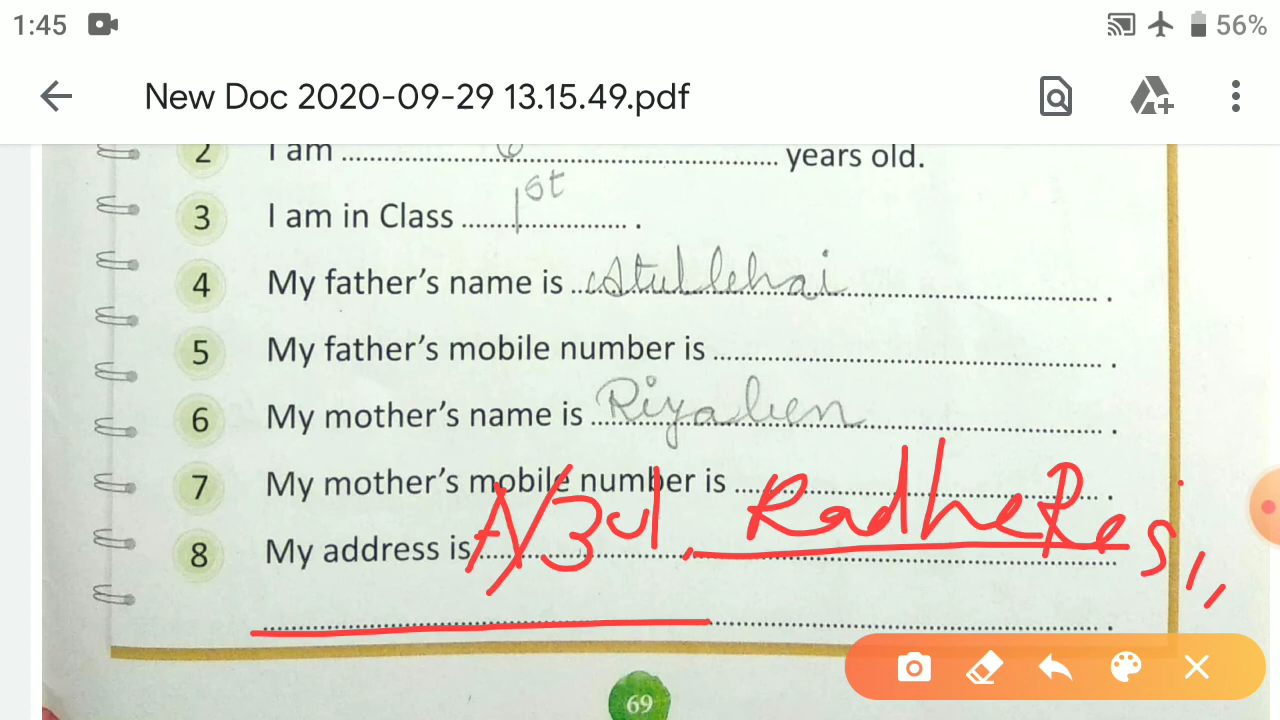 1:45 56%
New Doc 2020-09-29 13.15.49.pdf
2 I am 6 years old.
3 I am in Class 1st .
4 My father's name is Atulbhai .
5 My father's mobile number is .
6 My mother's name is Riyaben .
7 My mother's mobile number is .
8 My address is A/301, Radhe Res,,
69